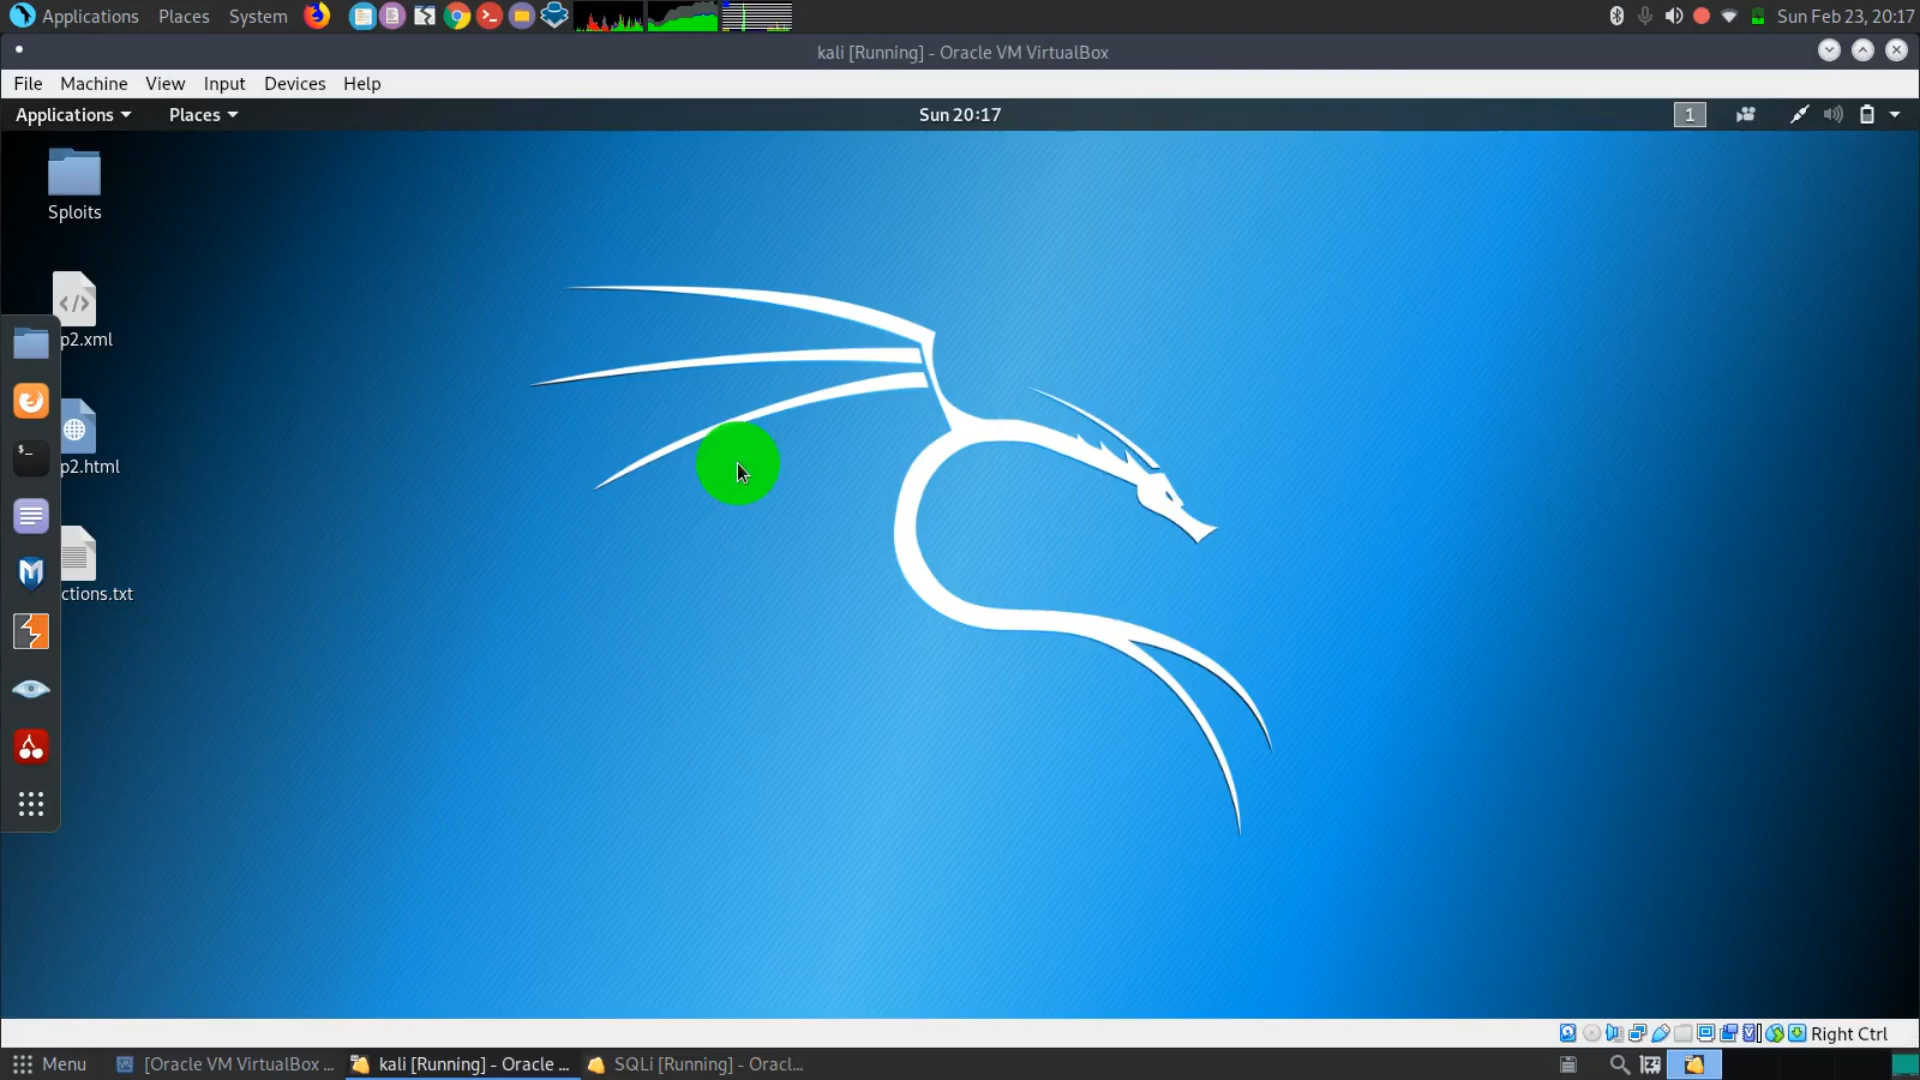 Applications Places System Sun Feb 23, 20:17
kali [Running] - Oracle VM VirtualBox
File Machine View Input Devices Help
Applications Places Sun 20:17 1
Sploits
p2.xml
p2.html
ctions.txt
Right Ctrl
Menu [Oracle VM VirtualBox ... kali [Running] - Oracle ... SQLi [Running] - Oracl...